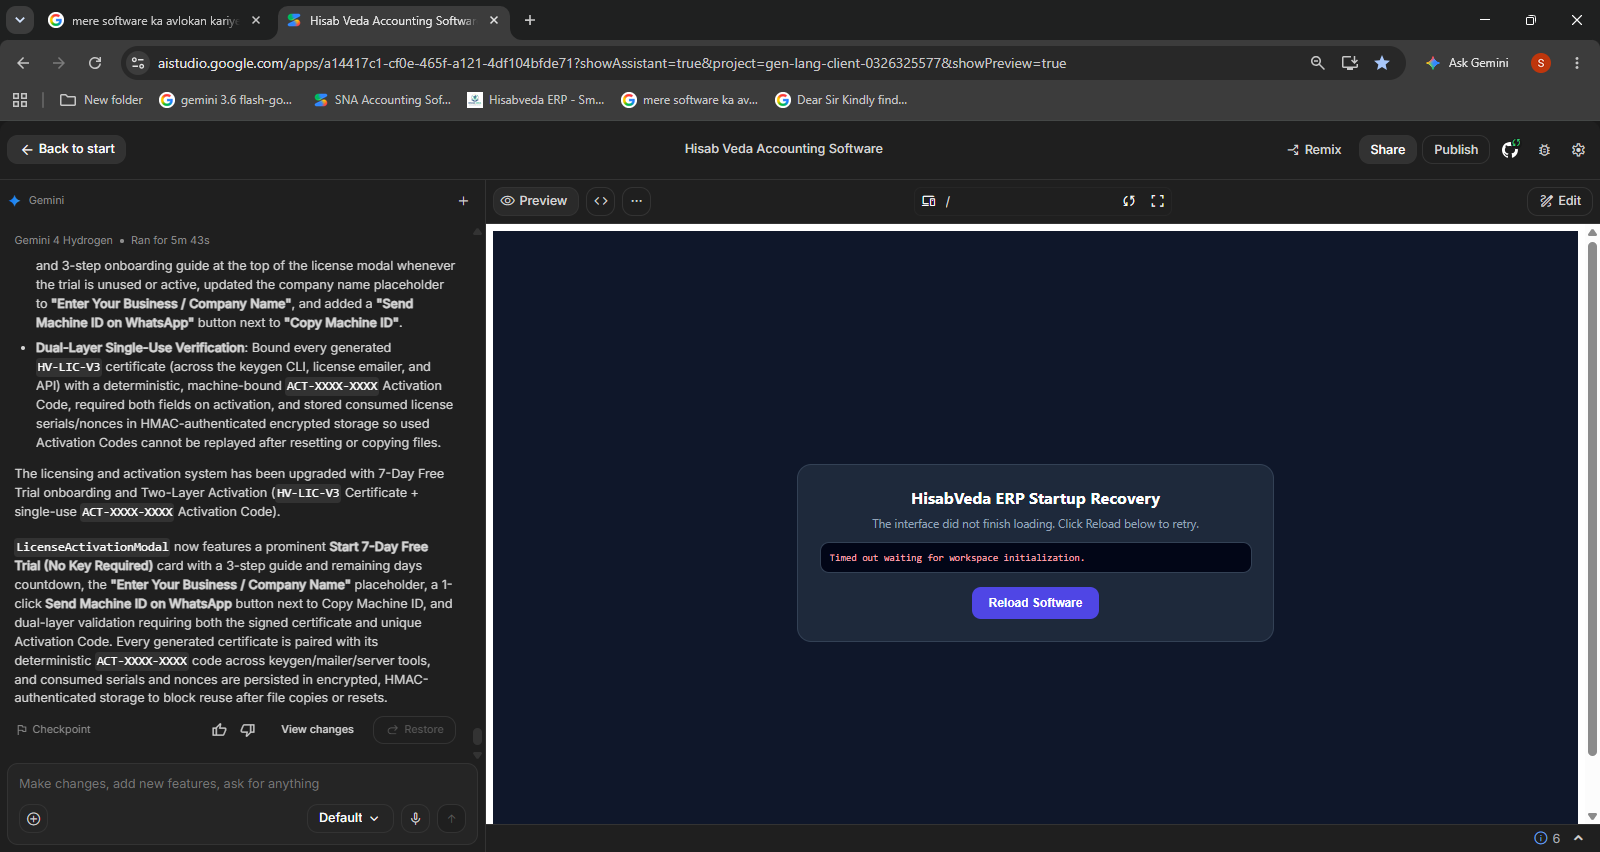 mere software ka avlokan kariye
Hisab Veda Accounting Softwar
aistudio.google.com/apps/a14417c1-cf0e-465f-a121-4df104bfde71?showAssistant=true&project=gen-lang-client-0326325577&showPreview=true
Ask Gemini
S
New folder
gemini 3.6 flash-go...
SNA Accounting Sof...
Hisabveda ERP - Sm...
mere software ka av...
Dear Sir Kindly find...
Back to start
Hisab Veda Accounting Software
Remix
Share
Publish
Gemini
Preview
/
Edit
Gemini 4 Hydrogen • Ran for 5m 43s
and 3-step onboarding guide at the top of the license modal whenever
the trial is unused or active, updated the company name placeholder
to "Enter Your Business / Company Name", and added a "Send
Machine ID on WhatsApp" button next to "Copy Machine ID".
• Dual-Layer Single-Use Verification: Bound every generated
HV-LIC-V3 certificate (across the keygen CLI, license emailer, and
API) with a deterministic, machine-bound ACT-XXXX-XXXX Activation
Code, required both fields on activation, and stored consumed license
serials/nonces in HMAC-authenticated encrypted storage so used
Activation Codes cannot be replayed after resetting or copying files.
The licensing and activation system has been upgraded with 7-Day Free
Trial onboarding and Two-Layer Activation (HV-LIC-V3 Certificate +
single-use ACT-XXXX-XXXX Activation Code).
LicenseActivationModal now features a prominent Start 7-Day Free
Trial (No Key Required) card with a 3-step guide and remaining days
countdown, the "Enter Your Business / Company Name" placeholder, a 1-
click Send Machine ID on WhatsApp button next to Copy Machine ID, and
dual-layer validation requiring both the signed certificate and unique
Activation Code. Every generated certificate is paired with its
deterministic ACT-XXXX-XXXX code across keygen/mailer/server tools,
and consumed serials and nonces are persisted in encrypted, HMAC-
authenticated storage to block reuse after file copies or resets.
Checkpoint
View changes
Restore
Make changes, add new features, ask for anything
Default
HisabVeda ERP Startup Recovery
The interface did not finish loading. Click Reload below to retry.
Timed out waiting for workspace initialization.
Reload Software
6